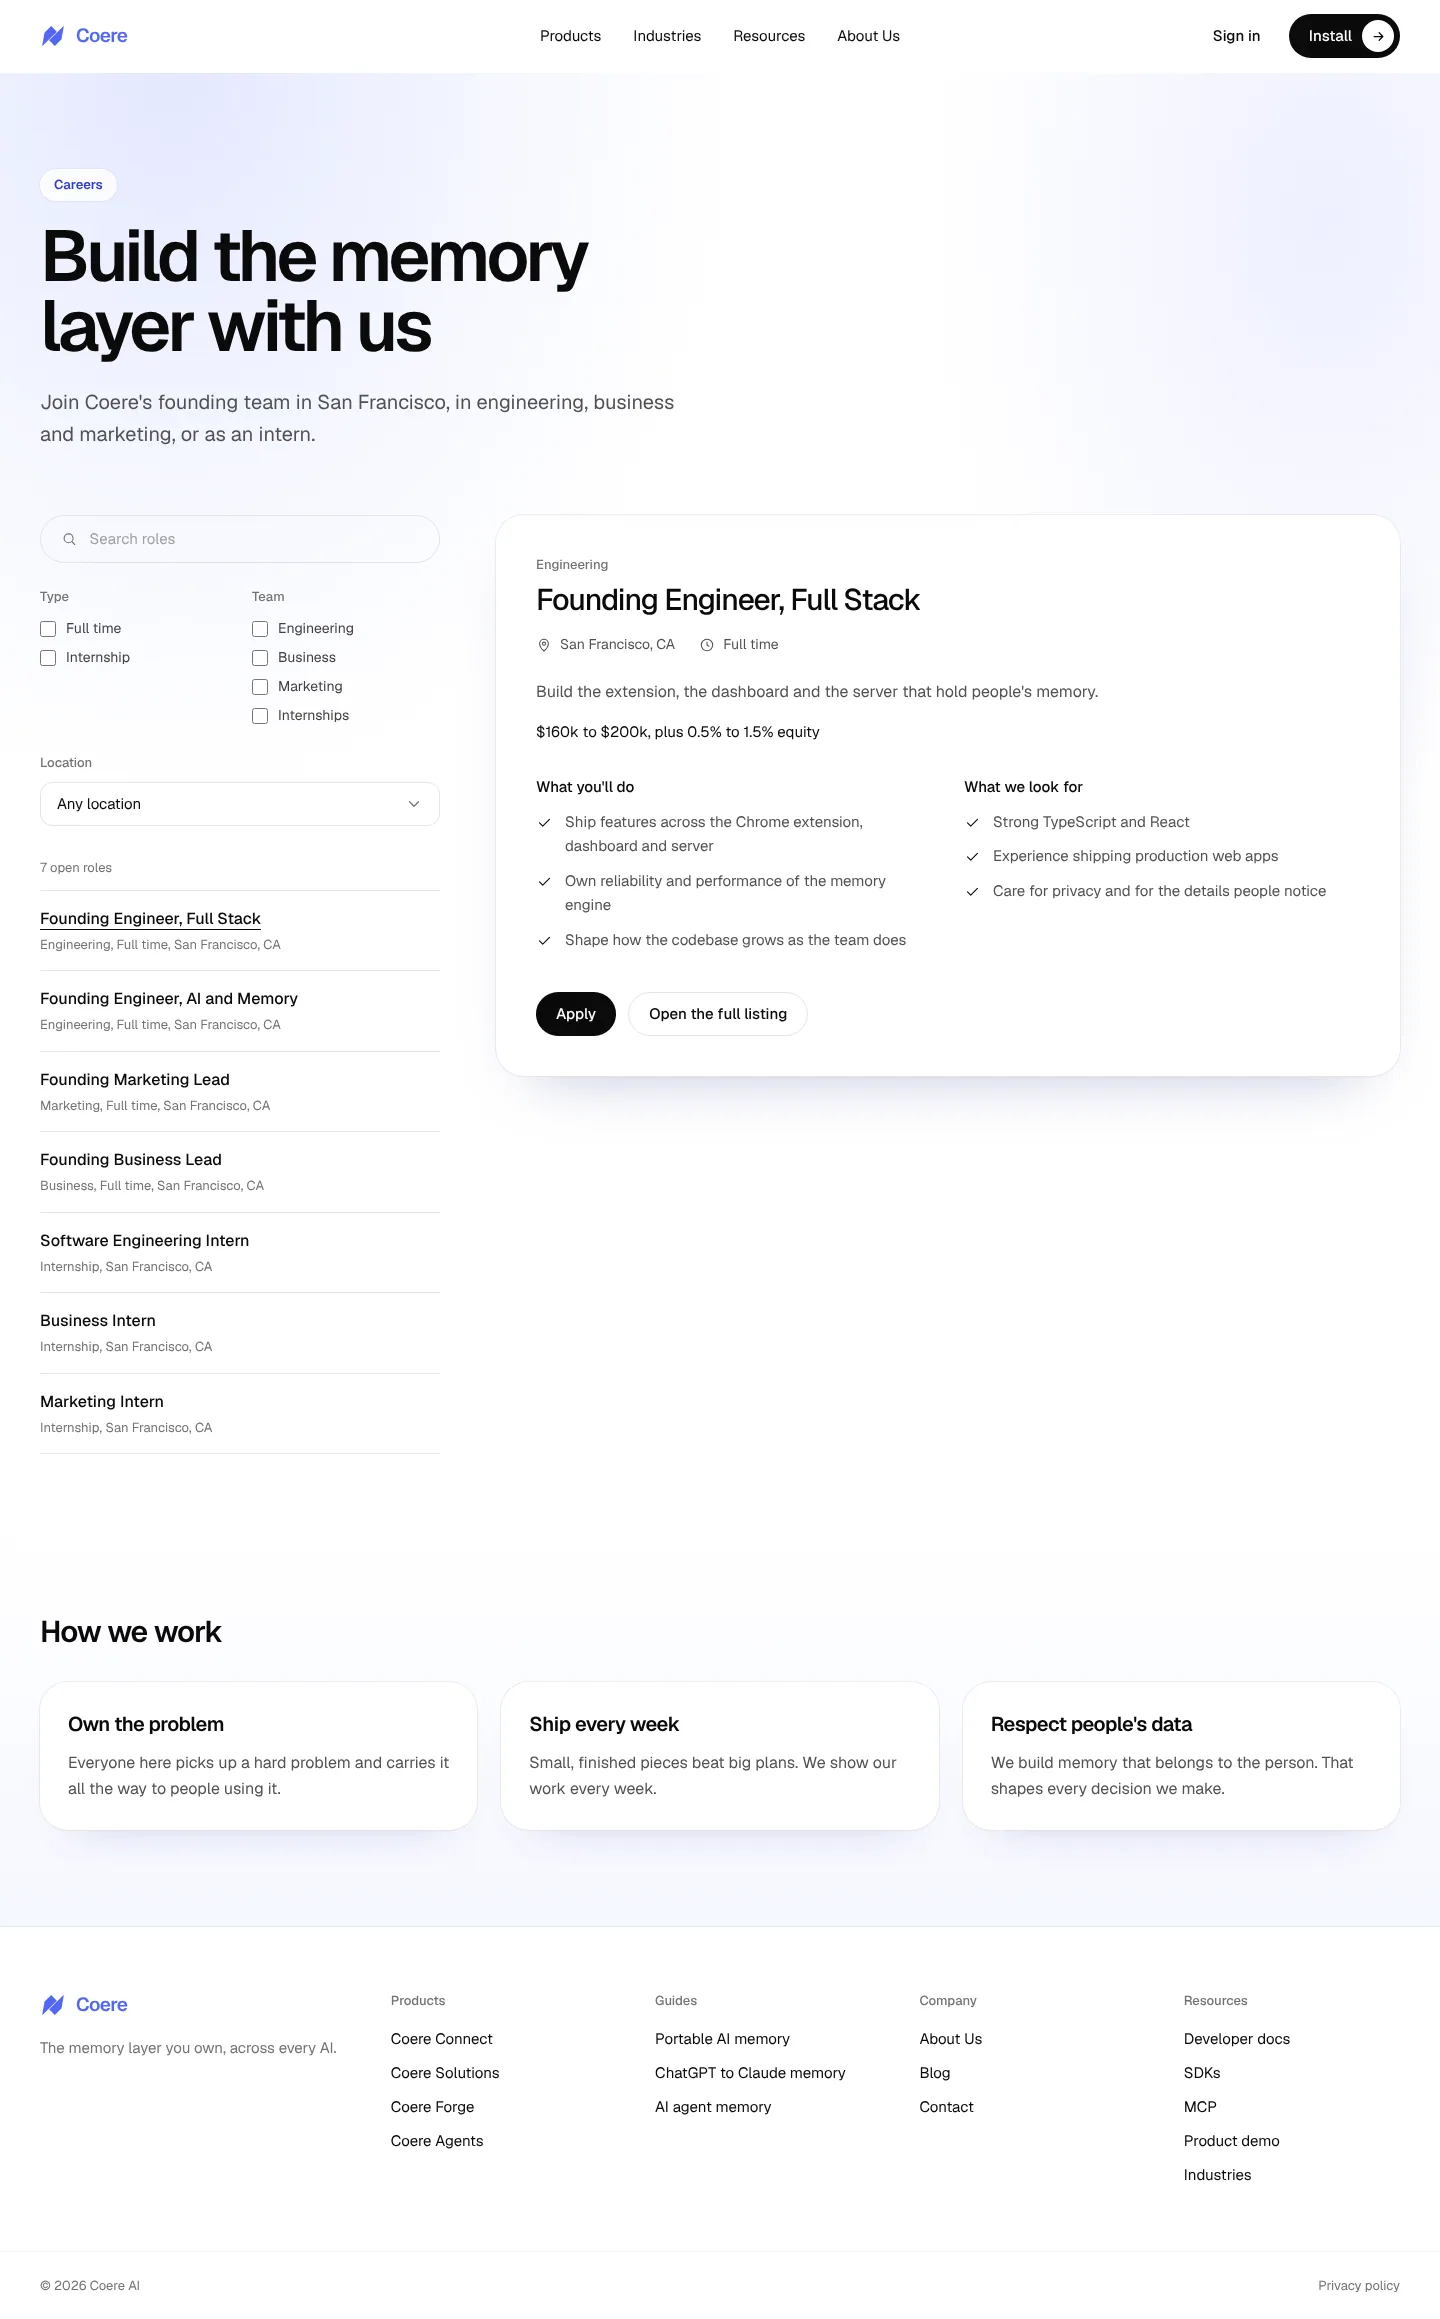 Coere
Products
Industries
Resources
About Us
Sign in
Install
Careers
Build the memory
layer with us
Join Coere's founding team in San Francisco, in engineering, business
and marketing, or as an intern.
Search roles
Type
Full time
Internship
Team
Engineering
Business
Marketing
Internships
Location
Any location
7 open roles
Founding Engineer, Full Stack
Engineering, Full time, San Francisco, CA
Founding Engineer, AI and Memory
Engineering, Full time, San Francisco, CA
Founding Marketing Lead
Marketing, Full time, San Francisco, CA
Founding Business Lead
Business, Full time, San Francisco, CA
Software Engineering Intern
Internship, San Francisco, CA
Business Intern
Internship, San Francisco, CA
Marketing Intern
Internship, San Francisco, CA
Engineering
Founding Engineer, Full Stack
San Francisco, CA
Full time
Build the extension, the dashboard and the server that hold people's memory.
$160k to $200k, plus 0.5% to 1.5% equity
What you'll do
Ship features across the Chrome extension,
dashboard and server
Own reliability and performance of the memory
engine
Shape how the codebase grows as the team does
What we look for
Strong TypeScript and React
Experience shipping production web apps
Care for privacy and for the details people notice
Apply
Open the full listing
How we work
Own the problem
Everyone here picks up a hard problem and carries it
all the way to people using it.
Ship every week
Small, finished pieces beat big plans. We show our
work every week.
Respect people's data
We build memory that belongs to the person. That
shapes every decision we make.
Coere
The memory layer you own, across every AI.
Products
Coere Connect
Coere Solutions
Coere Forge
Coere Agents
Guides
Portable AI memory
ChatGPT to Claude memory
AI agent memory
Company
About Us
Blog
Contact
Resources
Developer docs
SDKs
MCP
Product demo
Industries
© 2026 Coere AI
Privacy policy